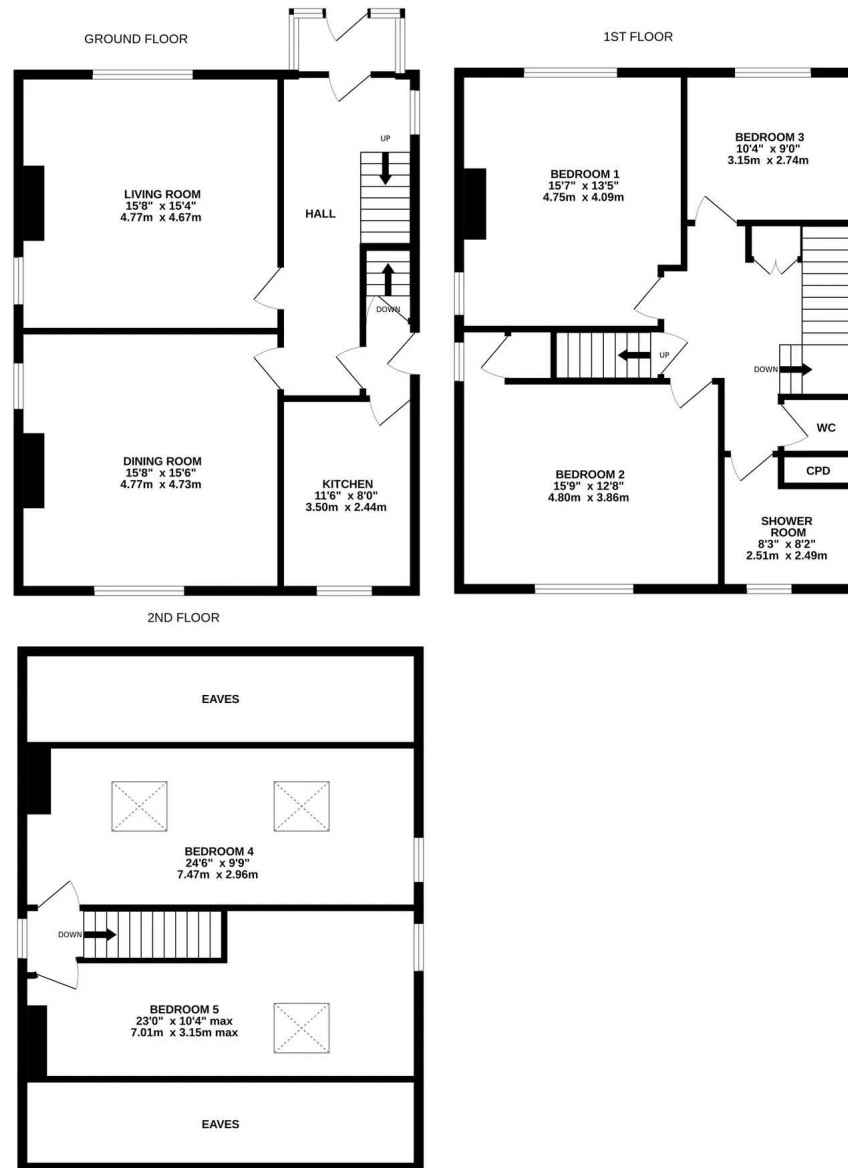 GROUND FLOOR
UP
LIVING ROOM
15'8" x 15'4"
4.77m x 4.67m
HALL
DOWN
DINING ROOM
15'8" x 15'6"
4.77m x 4.73m
KITCHEN
11'6" x 8'0"
3.50m x 2.44m
1ST FLOOR
BEDROOM 3
10'4" x 9'0"
3.15m x 2.74m
BEDROOM 1
15'7" x 13'5"
4.75m x 4.09m
UP
DOWN
WC
CPD
BEDROOM 2
15'9" x 12'8"
4.80m x 3.86m
SHOWER
ROOM
8'3" x 8'2"
2.51m x 2.49m
2ND FLOOR
EAVES
BEDROOM 4
24'6" x 9'9"
7.47m x 2.96m
DOWN
BEDROOM 5
23'0" x 10'4" max
7.01m x 3.15m max
EAVES